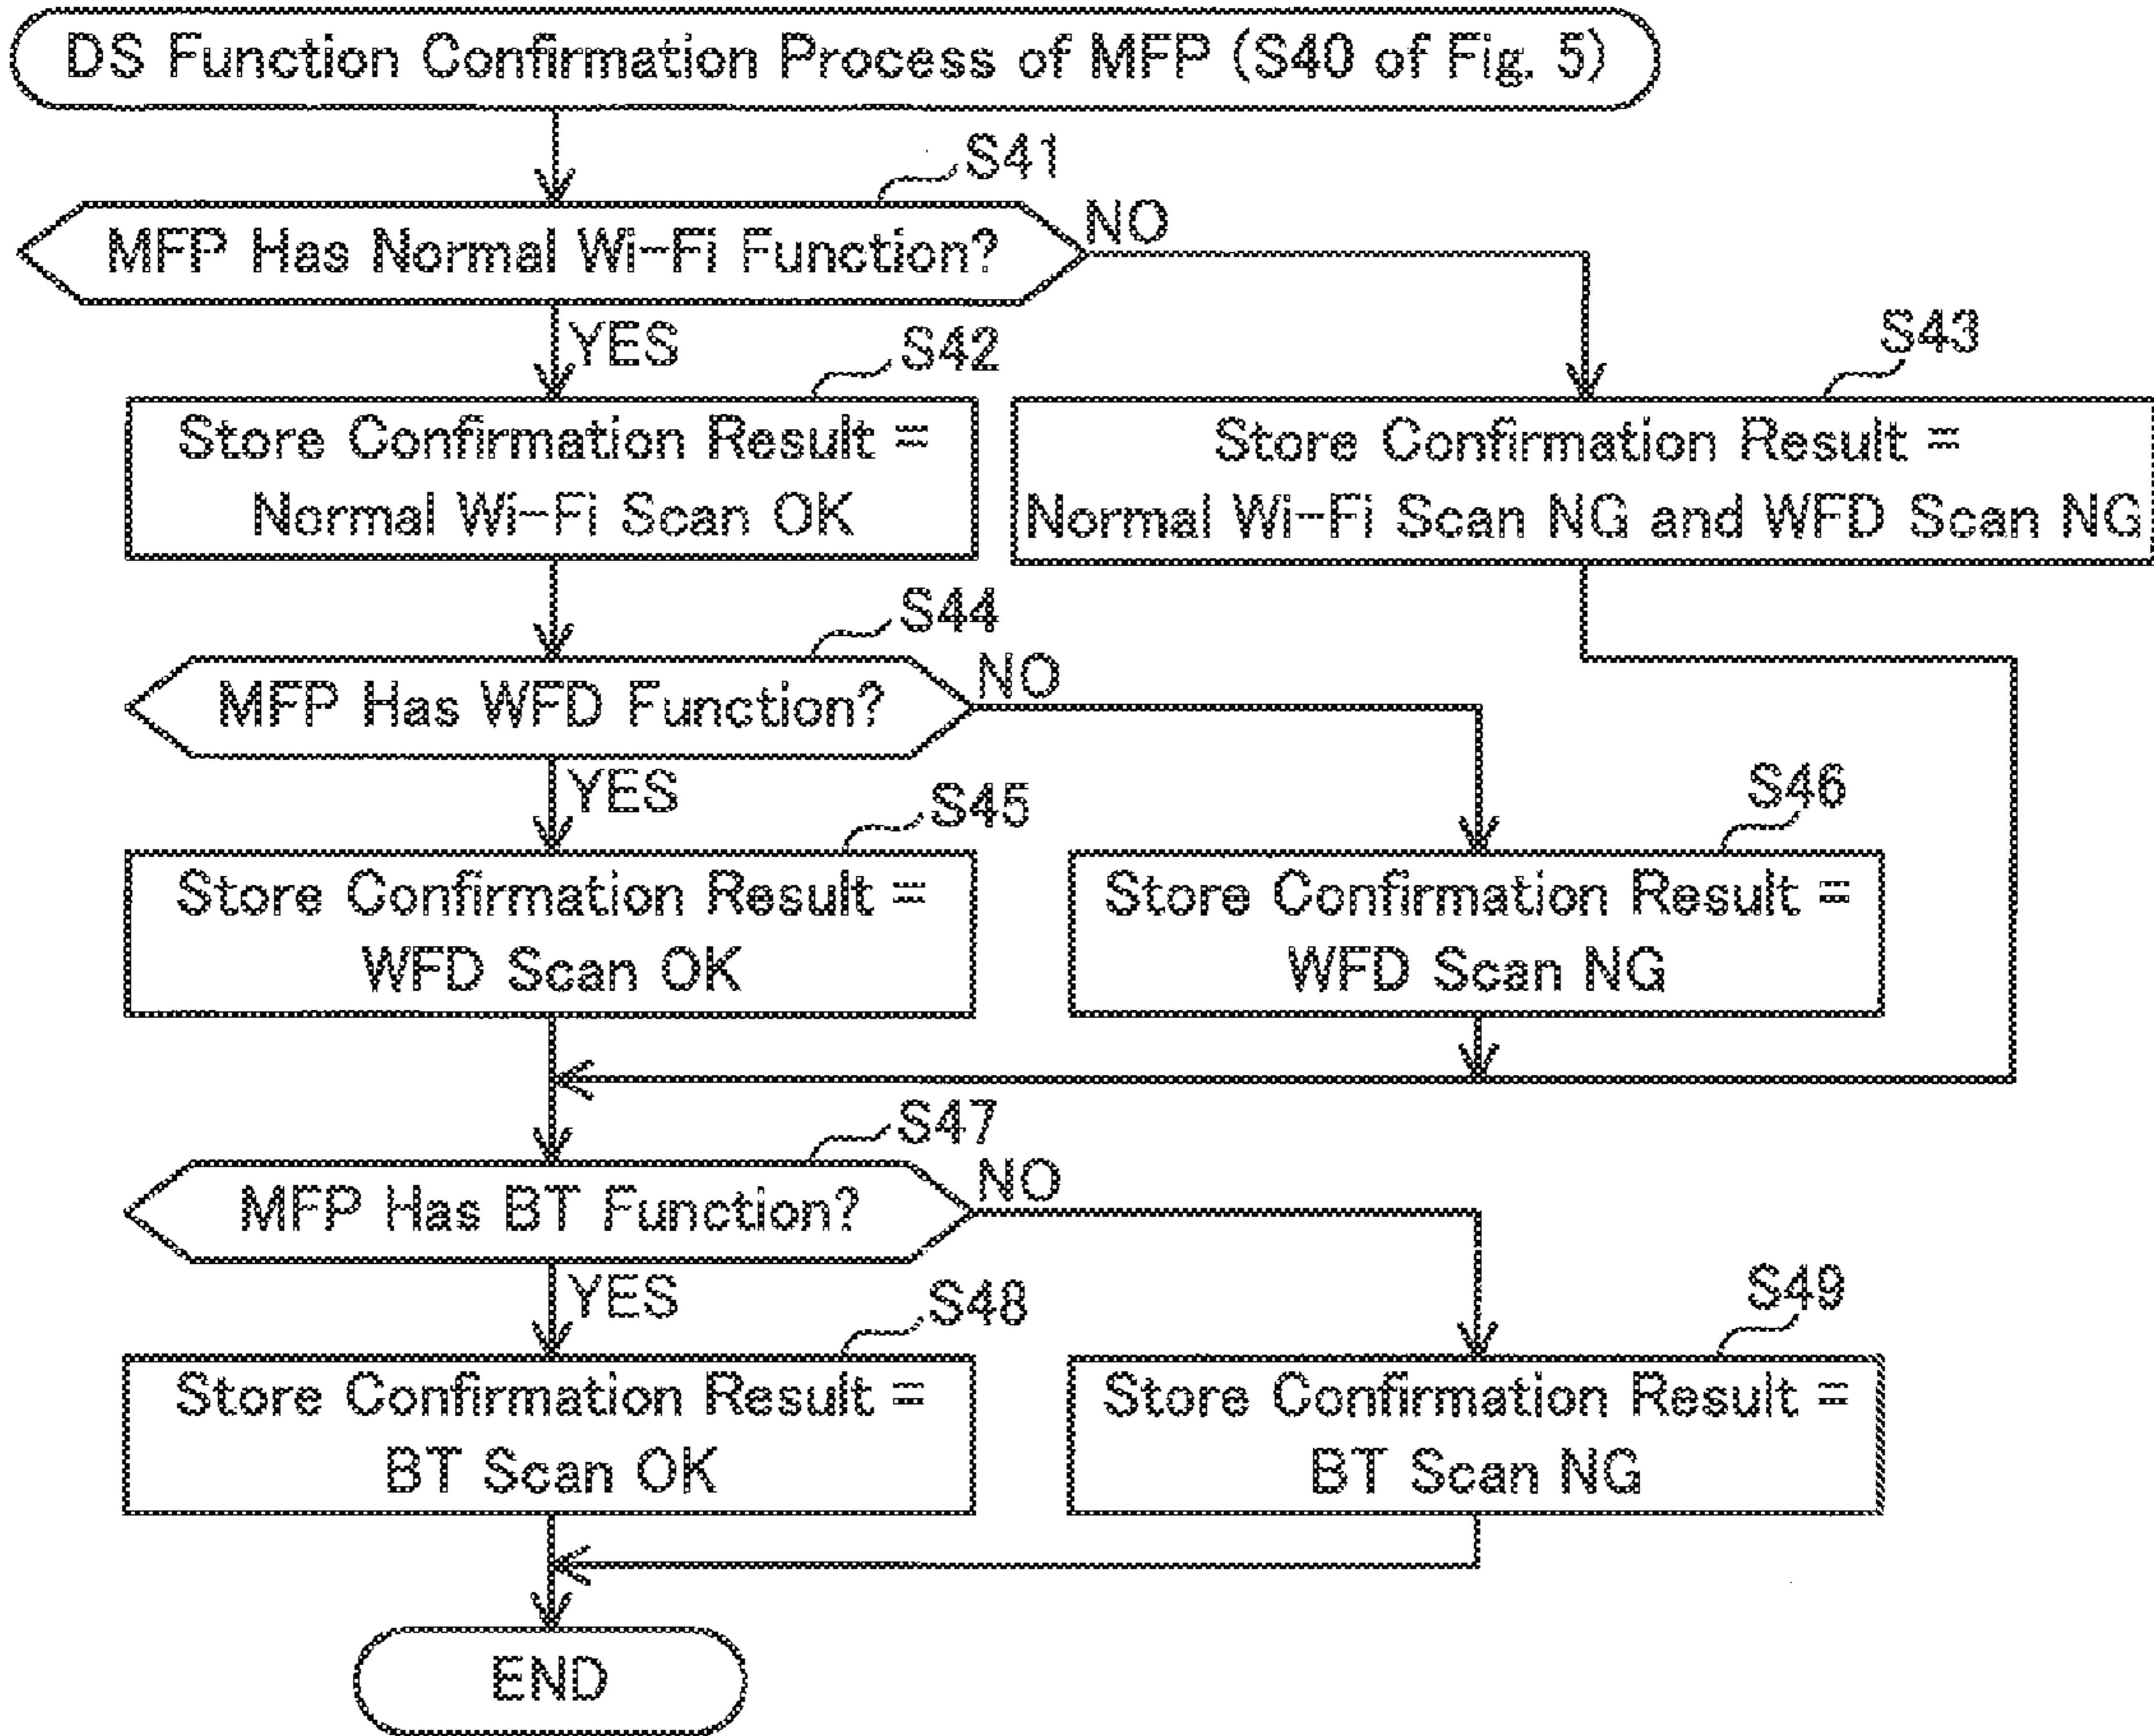 DS Function Confirmation Process of MFP (S40 of Fig. 5)
S41
MFP Has Normal Wi-Fi Function?
NO
YES
S42
S43
Store Confirmation Result =
Normal Wi-Fi Scan OK
Store Confirmation Result =
Normal Wi-Fi Scan NG and WFD Scan NG
S44
MFP Has WFD Function?
NO
YES
S45
S46
Store Confirmation Result =
WFD Scan OK
Store Confirmation Result =
WFD Scan NG
S47
MFP Has BT Function?
NO
YES
S48
S49
Store Confirmation Result =
BT Scan OK
Store Confirmation Result =
BT Scan NG
END